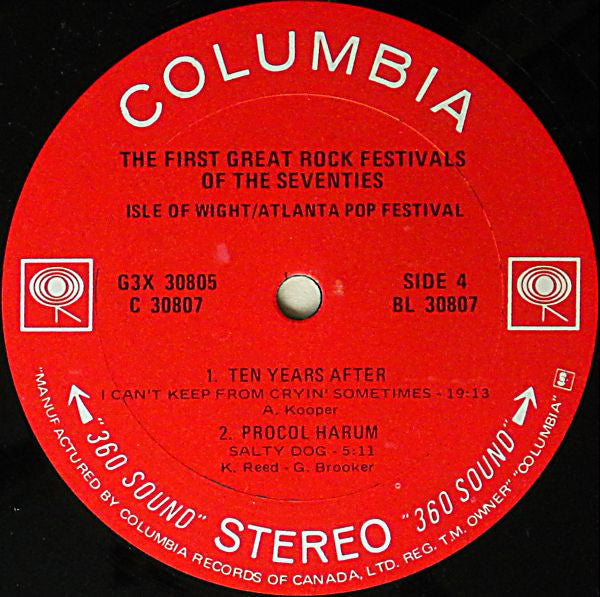 COLUMBIA
THE FIRST GREAT ROCK FESTIVALS
OF THE SEVENTIES
ISLE OF WIGHT/ATLANTA POP FESTIVAL
G3X 30805
C 30807
SIDE 4
BL 30807
1. TEN YEARS AFTER
I CAN'T KEEP FROM CRYIN' SOMETIMES - 19:13
A. Kooper
2. PROCOL HARUM
SALTY DOG - 5:11
K. Reed - G. Brooker
"360 SOUND" STEREO "360 SOUND"
"MANUFACTURED BY COLUMBIA RECORDS OF CANADA, LTD. REG. T.M. OWNER" "COLUMBIA"